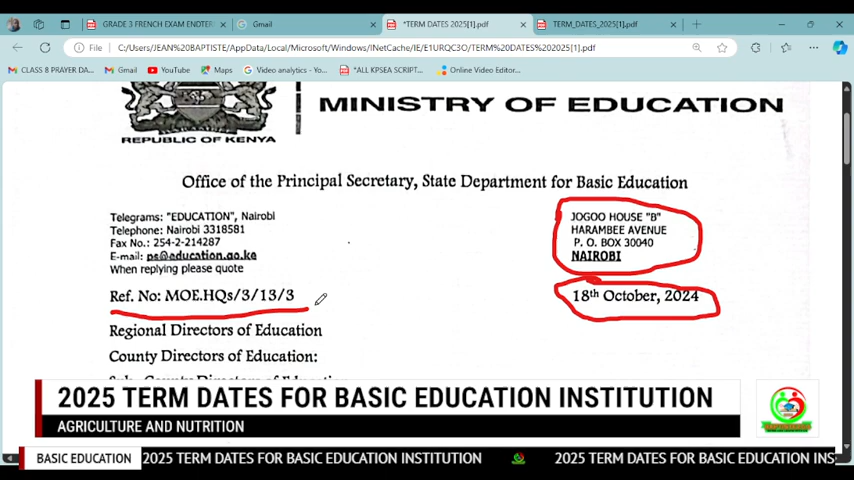 GRADE 3 FRENCH EXAM ENDTER
Gmail
*TERM DATES 2025[1].pdf
TERM_DATES_2025[1].pdf
File
C:/Users/JEAN BAPTISTE/AppData/Local/Microsoft/Windows/INetCache/IE/E1URQC3O/TERM%20DATES%202025[1].pdf
CLASS 8 PRAYER DA...
Gmail
YouTube
Maps
Video analytics - Yo...
*ALL KPSEA SCRIPT...
Online Video Editor...
MINISTRY OF EDUCATION
REPUBLIC OF KENYA
Office of the Principal Secretary, State Department for Basic Education
Telegrams: "EDUCATION", Nairobi
Telephone: Nairobi 3318581
Fax No.: 254-2-214287
E-mail: ps@education.go.ke
When replying please quote
JOGOO HOUSE "B"
HARAMBEE AVENUE
P. O. BOX 30040
NAIROBI
Ref. No: MOE.HQs/3/13/3
18th October, 2024
Regional Directors of Education
County Directors of Education:
2025 TERM DATES FOR BASIC EDUCATION INSTITUTION
AGRICULTURE AND NUTRITION
BASIC EDUCATION
2025 TERM DATES FOR BASIC EDUCATION INSTITUTION
2025 TERM DATES FOR BASIC EDUCATION INS